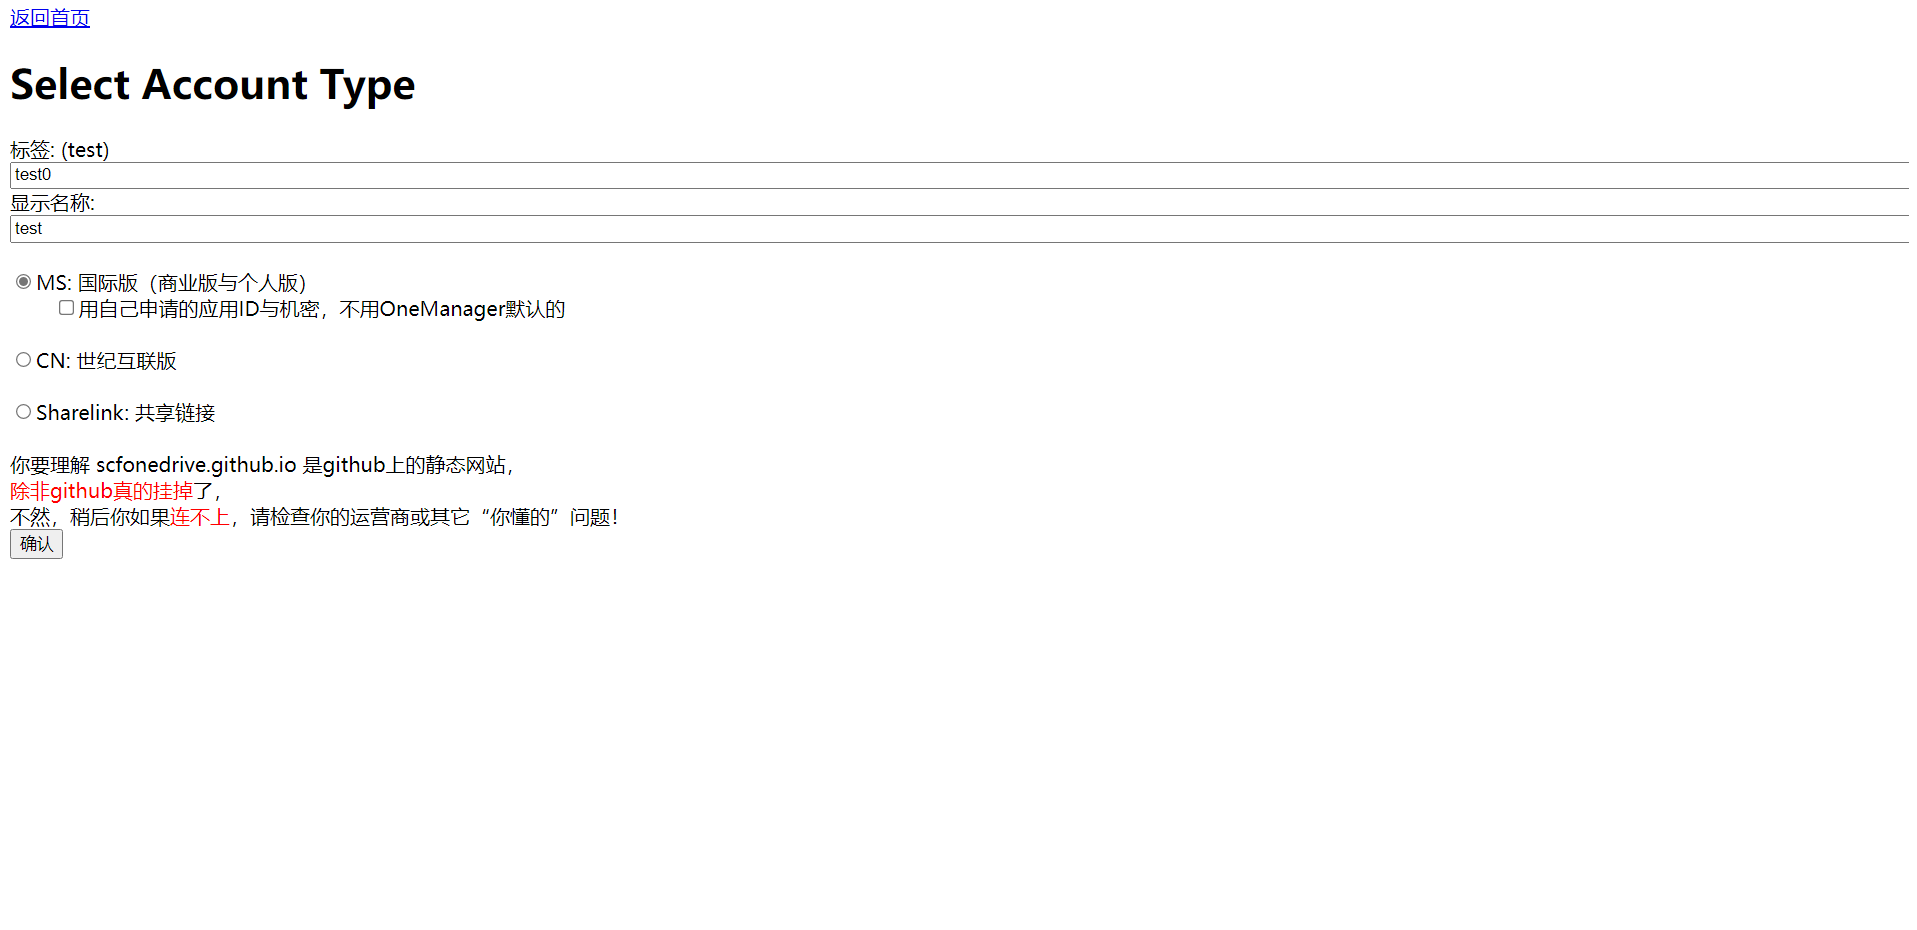 返回首页
Select Account Type
标签: (test)
test0
显示名称:
test
MS: 国际版（商业版与个人版）
用自己申请的应用ID与机密，不用OneManager默认的
CN: 世纪互联版
Sharelink: 共享链接
你要理解 scfonedrive.github.io 是github上的静态网站，
除非github真的挂掉了，
不然，稍后你如果连不上，请检查你的运营商或其它“你懂的”问题！
确认